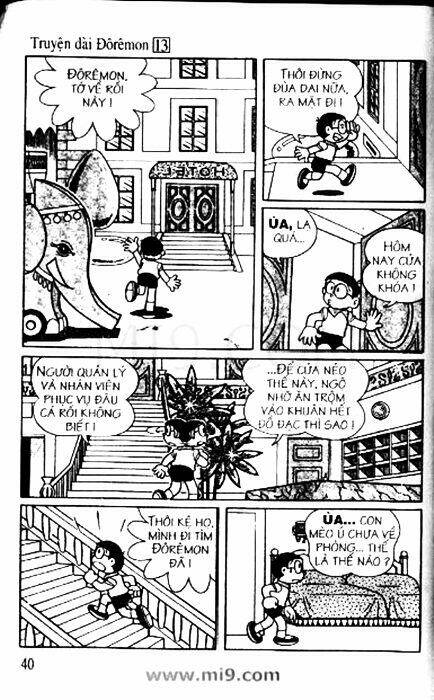 Truyện dài Đôrêmon 13
ĐÔRÊMON,
TỚ VỀ RỒI
NÀY !
HOTEL
THÔI ĐỪNG
ĐÙA DAI NỮA,
RA MẶT ĐI !
ỦA, LẠ
QUÁ...
HÔM
NAY CỬA
KHÔNG
KHÓA !
NGƯỜI QUẢN LÝ
VÀ NHÂN VIÊN
PHỤC VỤ ĐÂU
CẢ RỒI KHÔNG
BIẾT !
...ĐỂ CỬA NẺO
THẾ NÀY, NGỘ
NHỠ ĂN TRỘM
VÀO KHUÂN HẾT
ĐỒ ĐẠC THÌ SAO !
THÔI KỆ HỌ,
MÌNH ĐI TÌM
ĐÔRÊMON
ĐÃ !
ỦA... CON
MÈO Ú CHƯA VỀ
PHÒNG... THẾ
LÀ THẾ NÀO ?
40
www.mi9.com